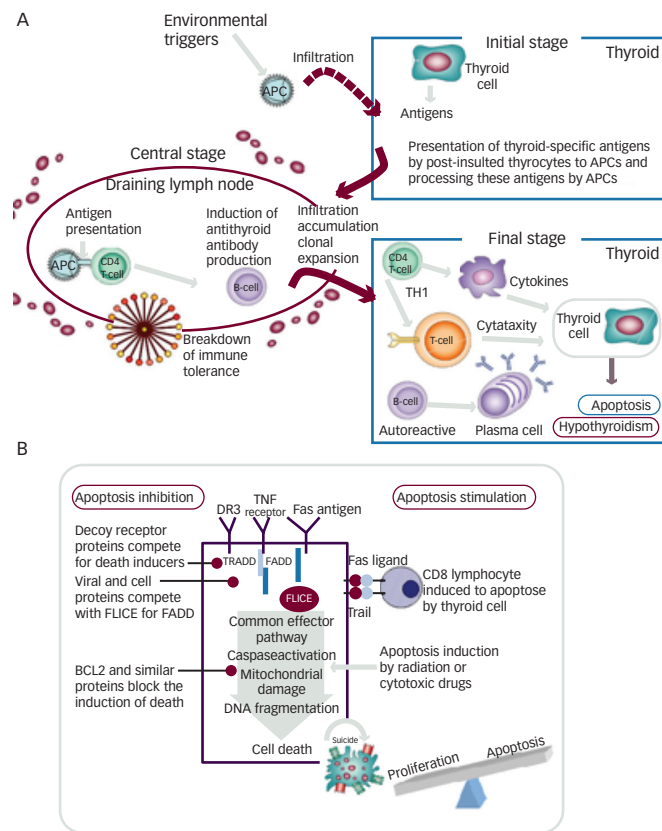 A
Environmental
triggers
APC
Infiltration
Initial stage
Thyroid
Thyroid
cell
Antigens
Presentation of thyroid-specific antigens
by post-insulted thyrocytes to APCs and
processing these antigens by APCs
Central stage
Draining lymph node
Antigen
presentation
APC
CD4
T-cell
Induction of
antithyroid
antibody
production
B-cell
Infiltration
accumulation
clonal
expansion
Breakdown
of immune
tolerance
Final stage
Thyroid
CD4
T-cell
TH1
Cytokines
T-cell
Cytataxity
Thyroid
cell
B-cell
Autoreactive
Plasma cell
Apoptosis
Hypothyroidism
B
Apoptosis inhibition
Apoptosis stimulation
DR3
TNF
receptor
Fas antigen
Decoy receptor
proteins compete
for death inducers
Viral and cell
proteins compete
with FLICE for FADD
TRADD
FADD
FLICE
Fas ligand
Trail
CD8 lymphocyte
induced to apoptose
by thyroid cell
Common effector
pathway
Caspaseactivation
Mitochondrial
damage
DNA fragmentation
Cell death
BCL2 and similar
proteins block the
induction of death
Apoptosis induction
by radiation or
cytotoxic drugs
Suicide
Proliferation
Apoptosis